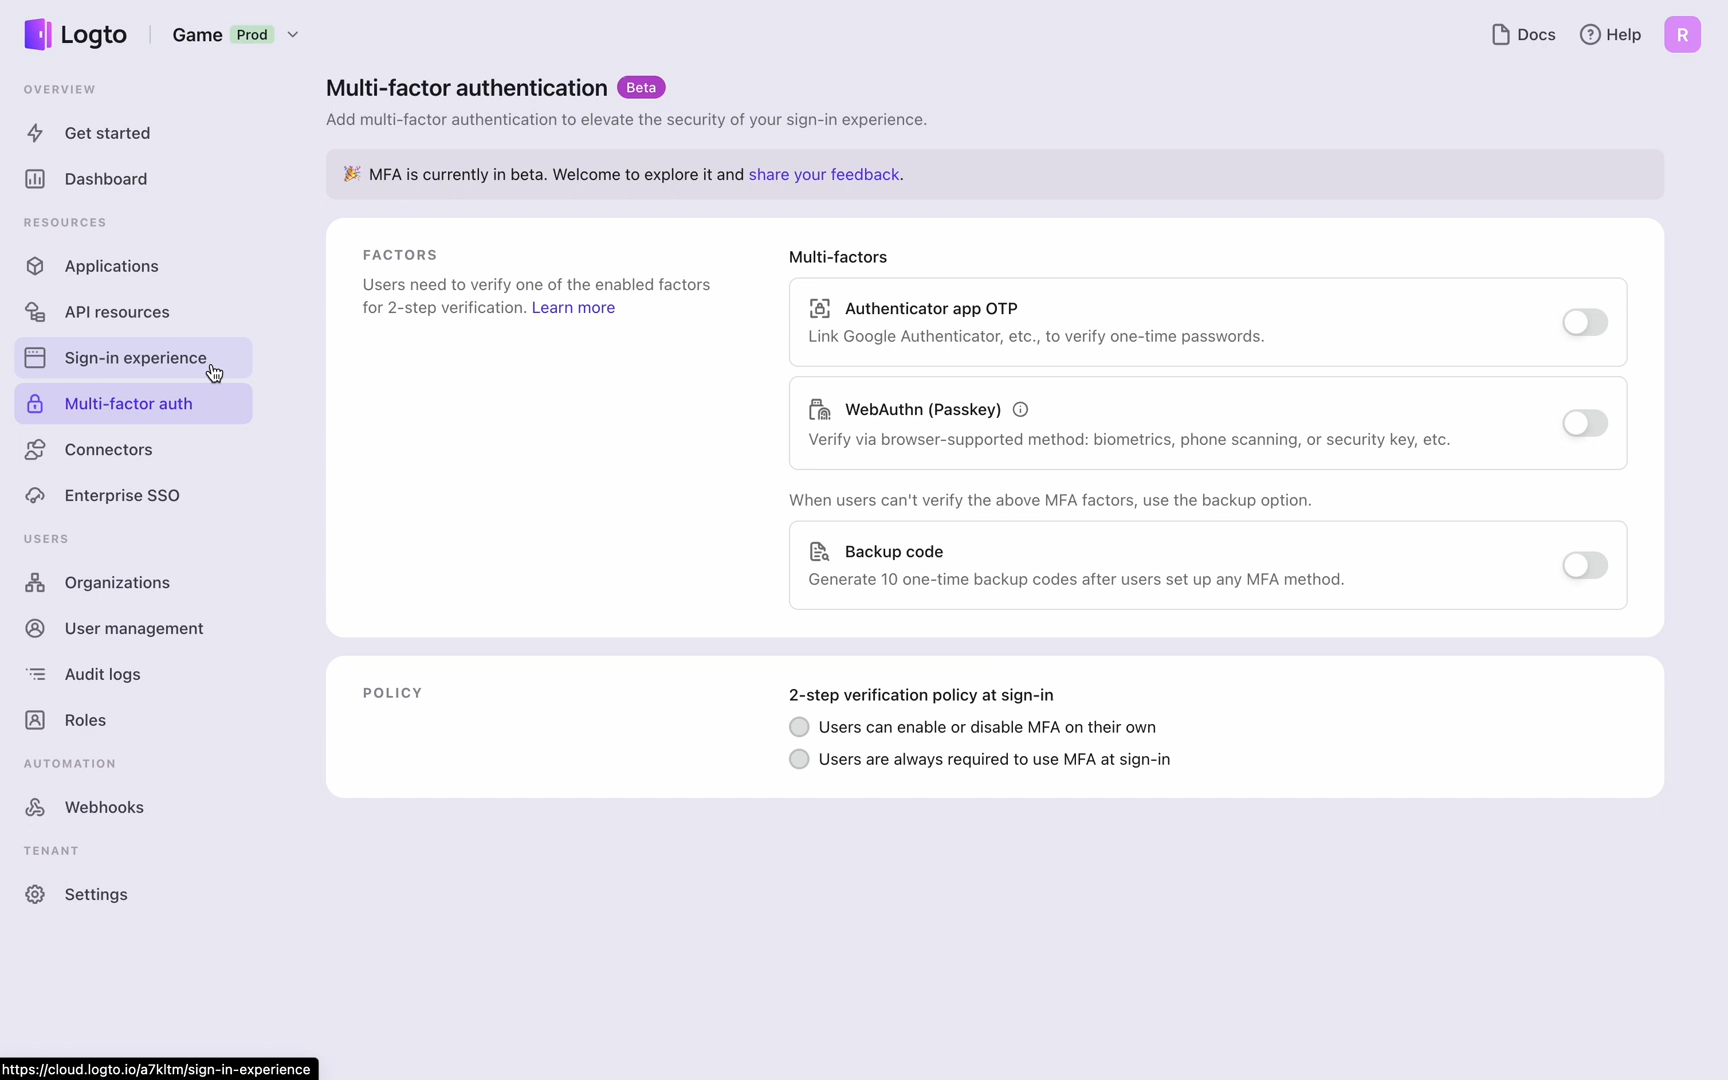 Logto
Game
Prod
Docs
Help
R
OVERVIEW
Get started
Dashboard
RESOURCES
Applications
API resources
Sign-in experience
Multi-factor auth
Connectors
Enterprise SSO
USERS
Organizations
User management
Audit logs
Roles
AUTOMATION
Webhooks
TENANT
Settings
Multi-factor authentication
Beta
Add multi-factor authentication to elevate the security of your sign-in experience.
MFA is currently in beta. Welcome to explore it and share your feedback.
FACTORS
Users need to verify one of the enabled factors
for 2-step verification. Learn more
Multi-factors
Authenticator app OTP
Link Google Authenticator, etc., to verify one-time passwords.
WebAuthn (Passkey)
Verify via browser-supported method: biometrics, phone scanning, or security key, etc.
When users can't verify the above MFA factors, use the backup option.
Backup code
Generate 10 one-time backup codes after users set up any MFA method.
POLICY
2-step verification policy at sign-in
Users can enable or disable MFA on their own
Users are always required to use MFA at sign-in
https://cloud.logto.io/a7kltm/sign-in-experience